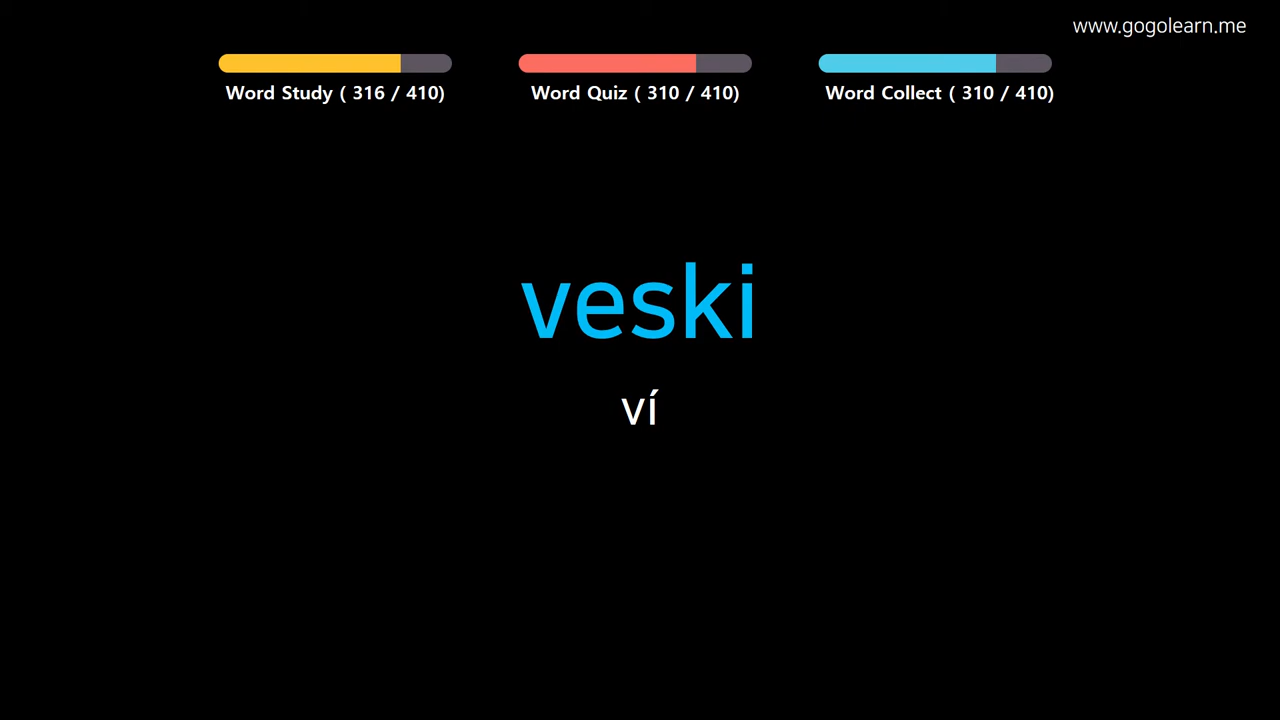 www.gogolearn.me
Word Study ( 316 / 410)
Word Quiz ( 310 / 410)
Word Collect ( 310 / 410)
veski
ví